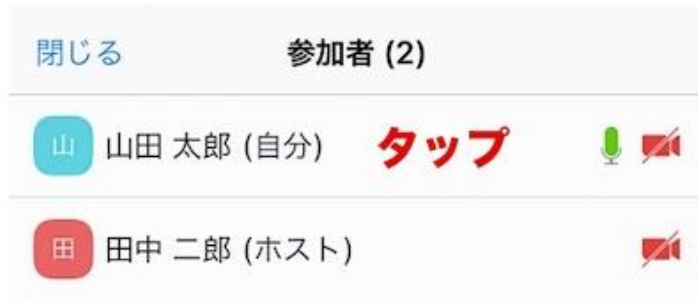 閉じる 参加者 (2)
山 山田 太郎 (自分) タップ
田 田中 二郎 (ホスト)